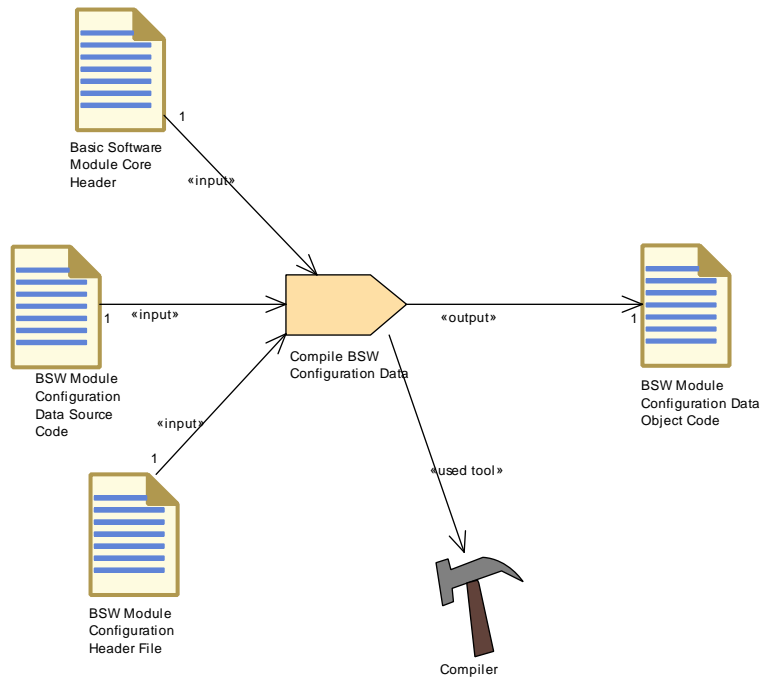 1
Basic Software
Module Core
Header
«input»
1
«input»
BSW Module
Configuration
Data Source
Code
Compile BSW
Configuration Data
«output»
1
BSW Module
Configuration Data
Object Code
«input»
1
«used tool»
BSW Module
Configuration
Header File
Compiler